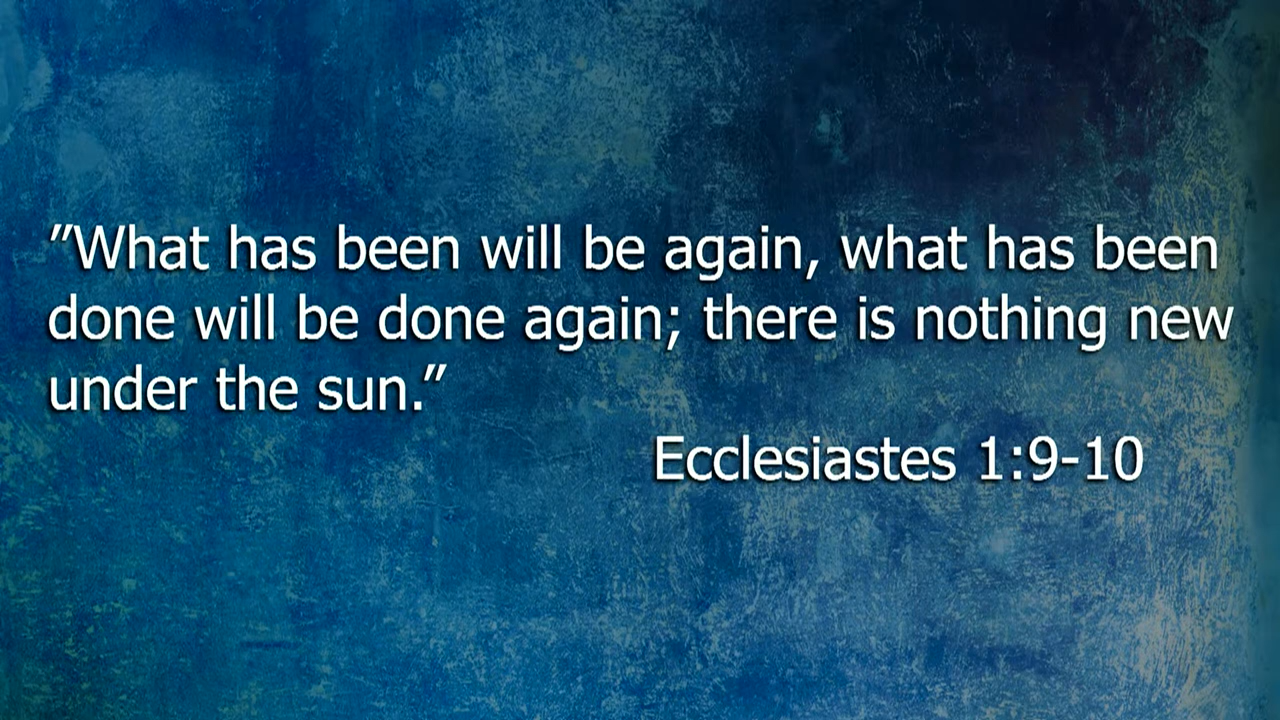 ”What has been will be again, what has been
done will be done again; there is nothing new
under the sun.”
Ecclesiastes 1:9-10